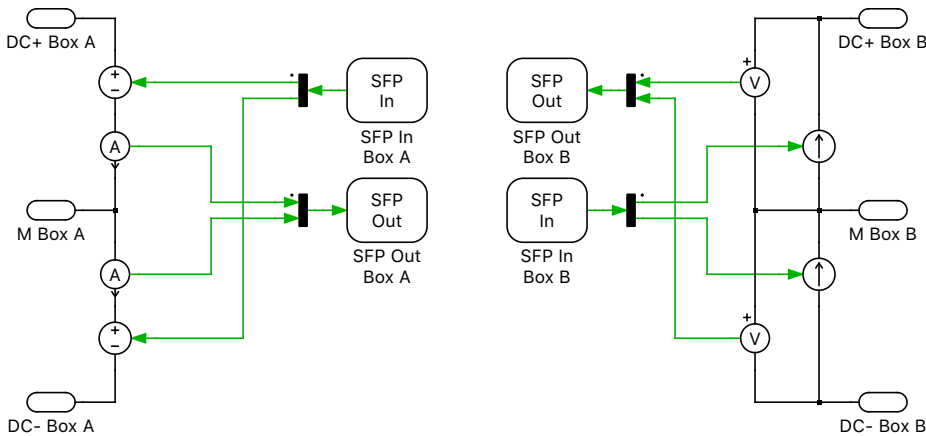 DC+ Box A
A
M Box A
A
DC- Box A
SFP
In
SFP In
Box A
SFP
Out
SFP Out
Box A
SFP
Out
SFP Out
Box B
SFP
In
SFP In
Box B
V
V
DC+ Box B
M Box B
DC- Box B